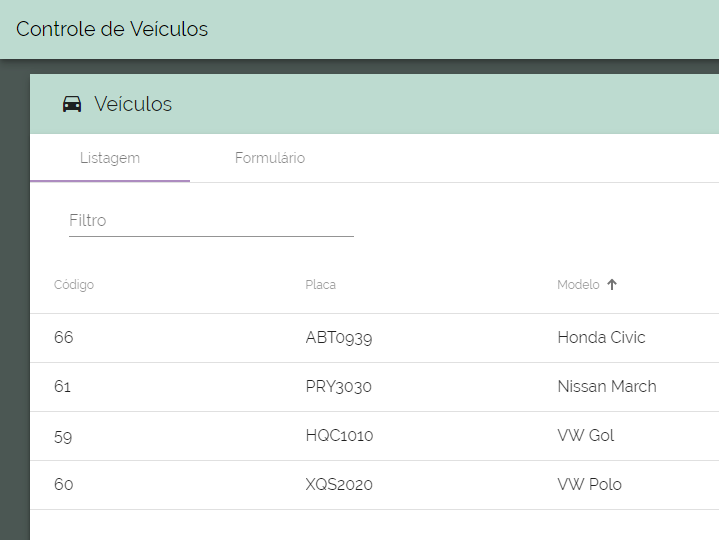 Controle de Veículos
Veículos
Listagem Formulário
Filtro
Código Placa Modelo
66 ABT0939 Honda Civic
61 PRY3030 Nissan March
59 HQC1010 VW Gol
60 XQS2020 VW Polo